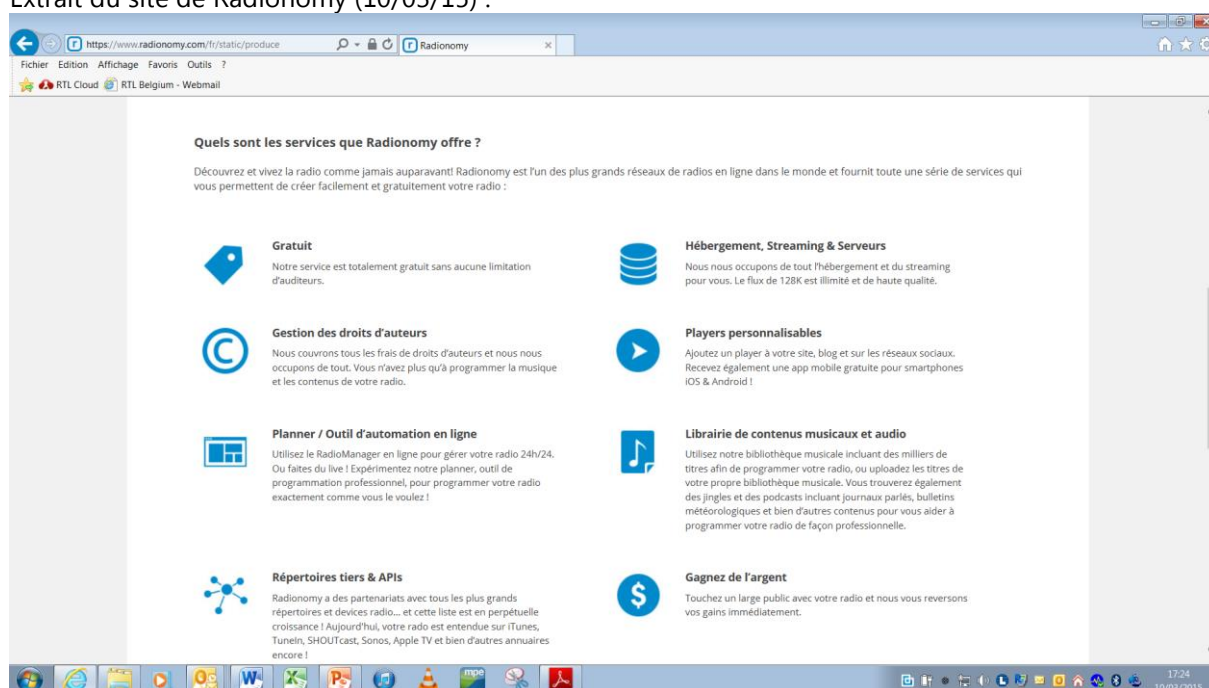 Extrait du site de Radionomy (10/03/15) :
https://www.radionomy.com/fr/static/produce
Radionomy
Fichier Edition Affichage Favoris Outils ?
RTL Cloud RTL Belgium - Webmail
Quels sont les services que Radionomy offre ?
Découvrez et vivez la radio comme jamais auparavant! Radionomy est l'un des plus grands réseaux de radios en ligne dans le monde et fournit toute une série de services qui
vous permettent de créer facilement et gratuitement votre radio :
Gratuit
Notre service est totalement gratuit sans aucune limitation
d'auditeurs.
Hébergement, Streaming & Serveurs
Nous nous occupons de tout l'hébergement et du streaming
pour vous. Le flux de 128K est illimité et de haute qualité.
Gestion des droits d'auteurs
Nous couvrons tous les frais de droits d'auteurs et nous nous
occupons de tout. Vous n'avez plus qu'à programmer la musique
et les contenus de votre radio.
Players personnalisables
Ajoutez un player à votre site, blog et sur les réseaux sociaux.
Recevez également une app mobile gratuite pour smartphones
iOS & Android !
Planner / Outil d'automation en ligne
Utilisez le RadioManager en ligne pour gérer votre radio 24h/24.
Ou faites du live ! Expérimentez notre planner, outil de
programmation professionnel, pour programmer votre radio
exactement comme vous le voulez !
Librairie de contenus musicaux et audio
Utilisez notre bibliothèque musicale incluant des milliers de
titres afin de programmer votre radio, ou uploadez les titres de
votre propre bibliothèque musicale. Vous trouverez également
des jingles et des podcasts incluant journaux parlés, bulletins
météorologiques et bien d'autres contenus pour vous aider à
programmer votre radio de façon professionnelle.
Répertoires tiers & APIs
Radionomy a des partenariats avec tous les plus grands
répertoires et devices radio... et cette liste est en perpétuelle
croissance ! Aujourd'hui, votre rado est entendue sur iTunes,
TuneIn, SHOUTcast, Sonos, Apple TV et bien d'autres annuaires
encore !
Gagnez de l'argent
Touchez un large public avec votre radio et nous vous reversons
vos gains immédiatement.
mpe
17:24
10/03/2015